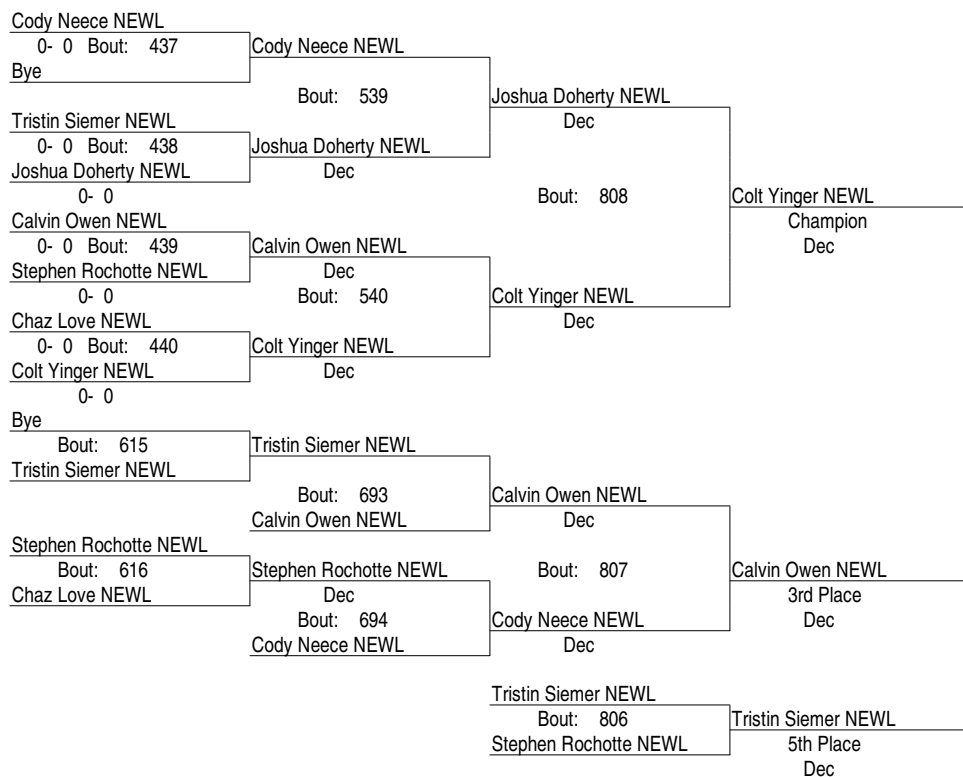 Cody Neece NEWL
0- 0 Bout: 437 Cody Neece NEWL
Bye
Bout: 539 Joshua Doherty NEWL
Tristin Siemer NEWL Dec
0- 0 Bout: 438 Joshua Doherty NEWL
Joshua Doherty NEWL Dec
0- 0 Bout: 808 Colt Yinger NEWL
Calvin Owen NEWL Champion
0- 0 Bout: 439 Calvin Owen NEWL Dec
Stephen Rochotte NEWL Dec
0- 0 Bout: 540 Colt Yinger NEWL
Chaz Love NEWL Dec
0- 0 Bout: 440 Colt Yinger NEWL
Colt Yinger NEWL Dec
0- 0
Bye
Bout: 615 Tristin Siemer NEWL
Tristin Siemer NEWL
Bout: 693 Calvin Owen NEWL
Calvin Owen NEWL Dec
Stephen Rochotte NEWL
Bout: 616 Stephen Rochotte NEWL Bout: 807 Calvin Owen NEWL
Chaz Love NEWL Dec 3rd Place
Bout: 694 Cody Neece NEWL Dec
Cody Neece NEWL Dec
Tristin Siemer NEWL
Bout: 806 Tristin Siemer NEWL
Stephen Rochotte NEWL 5th Place
Dec